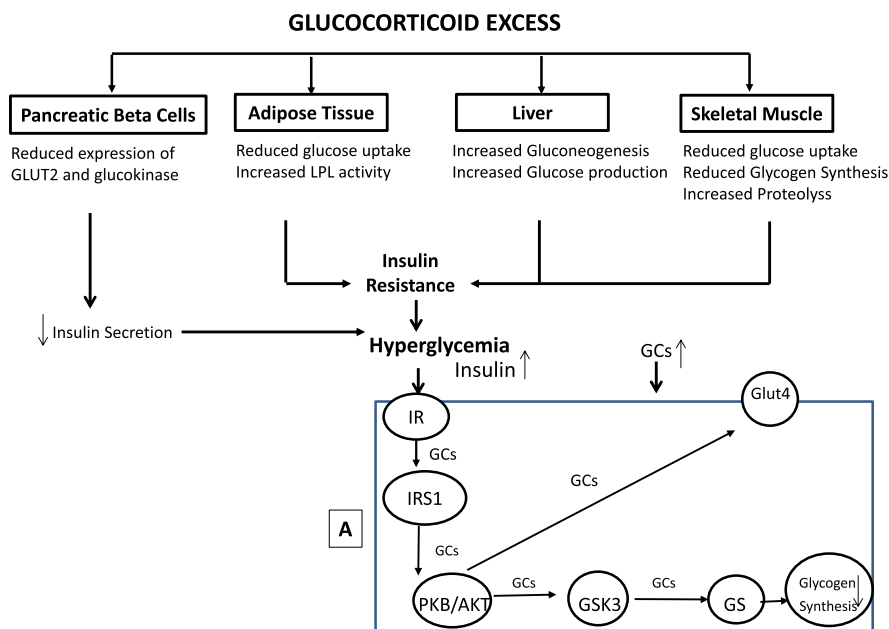 GLUCOCORTICOID EXCESS
Pancreatic Beta Cells
Reduced expression of
GLUT2 and glucokinase
Adipose Tissue
Reduced glucose uptake
Increased LPL activity
Liver
Increased Gluconeogenesis
Increased Glucose production
Skeletal Muscle
Reduced glucose uptake
Reduced Glycogen Synthesis
Increased Proteolyss
Insulin
Resistance
↓ Insulin Secretion
Hyperglycemia
Insulin ↑
GCs ↑
IR
GCs
IRS1
GCs
PKB/AKT
GCs
Glut4
GCs
GSK3
GCs
GS
Glycogen
Synthesis ↓
A